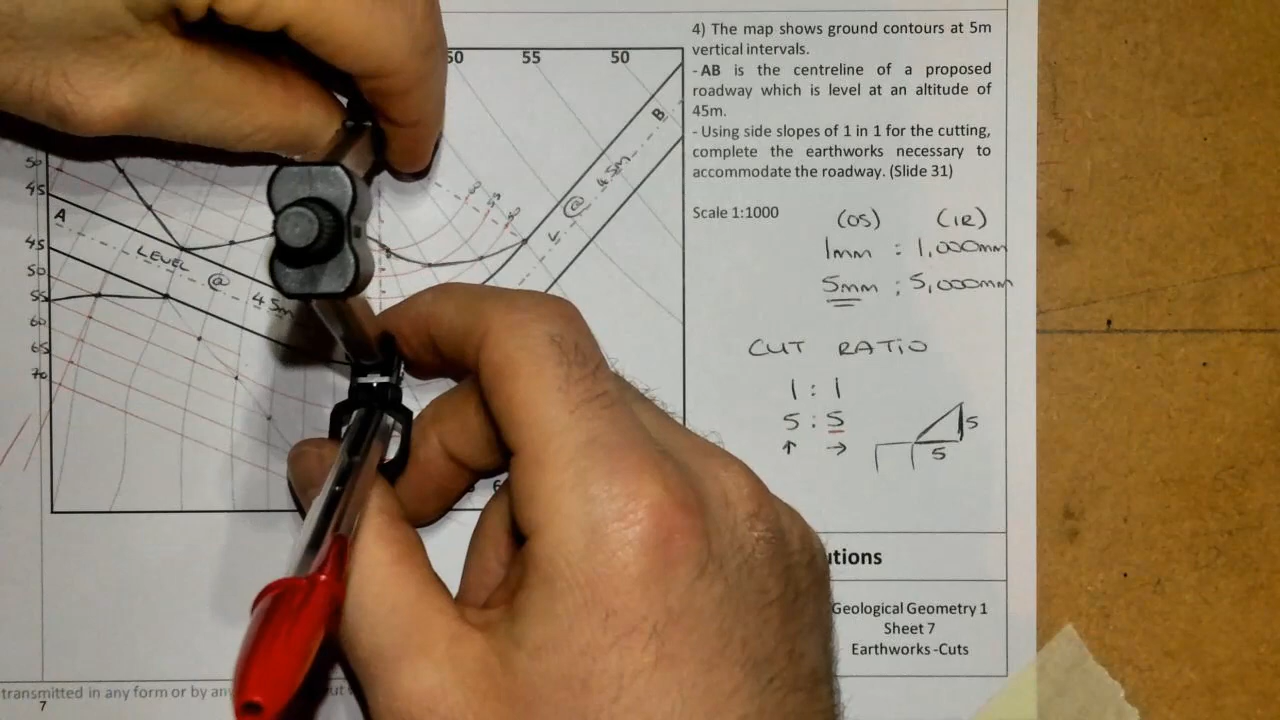 4) The map shows ground contours at 5m
vertical intervals.
- AB is the centreline of a proposed
roadway which is level at an altitude of
45m.
- Using side slopes of 1 in 1 for the cutting,
complete the earthworks necessary to
accommodate the roadway. (Slide 31)
Scale 1:1000
(OS) (IR)
1mm : 1,000mm
5mm : 5,000mm
CUT RATIO
1 : 1
5 : 5
5
5
50 55 50
50
45
A
LEVEL @ 45m
45
50
55
60
65
70
L @ 45m
B
6
Geological Geometry 1
Sheet 7
Earthworks -Cuts
transmitted in any form or by
7